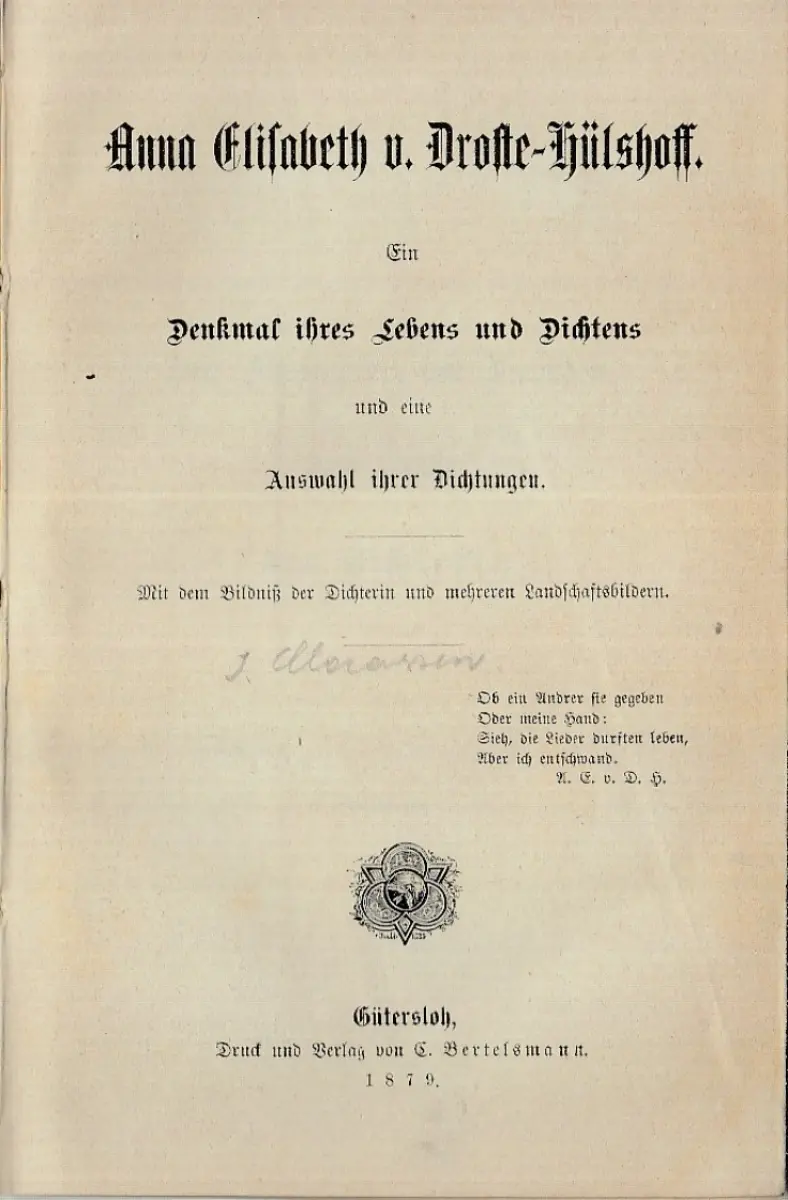 Anna Elisabeth v. Droste-Hülshoff.
Ein
Denkmal ihres Lebens und Dichtens
und eine
Auswahl ihrer Dichtungen.
Mit dem Bildniß der Dichterin und mehreren Landschaftsbildern.
Ob ein Andrer sie gegeben
Oder meine Hand:
Sieh, die Lieder durften leben,
Aber ich entschwand.
A. E. v. D. H.
Gütersloh,
Druck und Verlag von C. Bertelsmann.
1879.